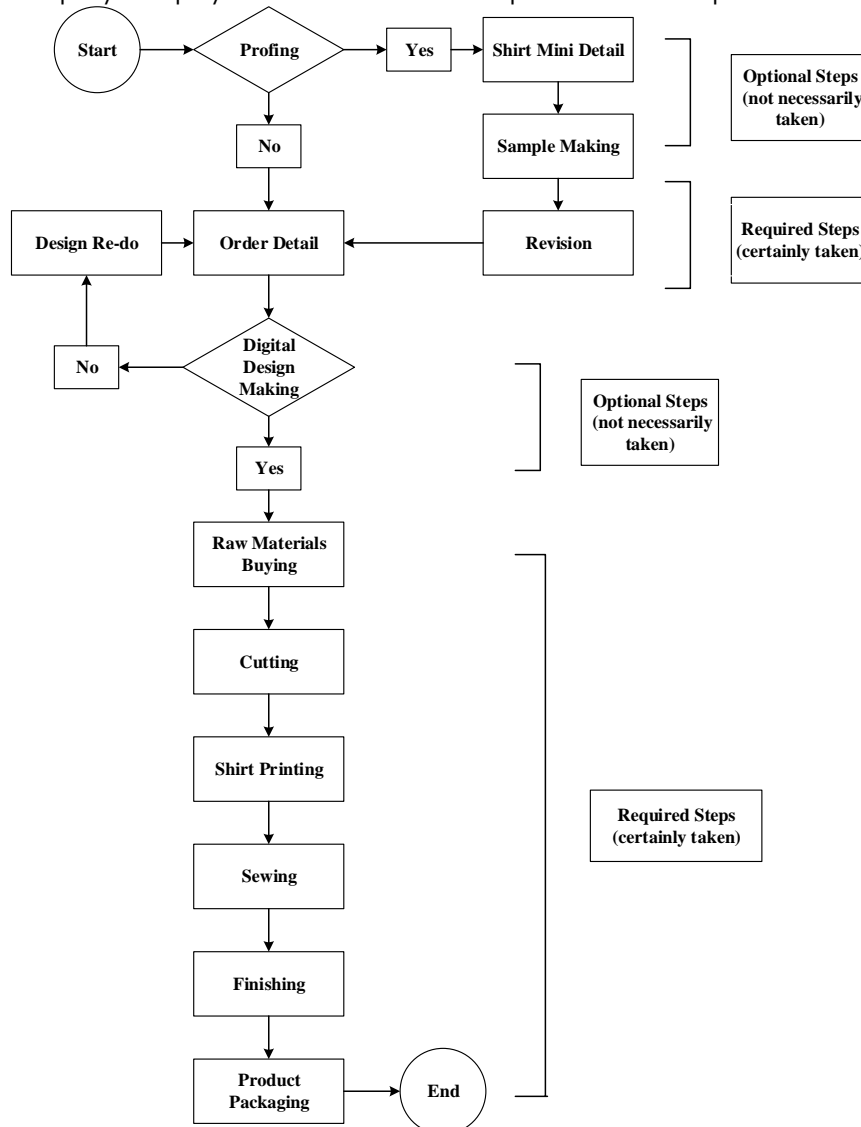 Start
Profing
Yes
Shirt Mini Detail
Optional Steps
(not necessarily
taken)
No
Sample Making
Design Re-do
Order Detail
Revision
Required Steps
(certainly taken)
No
Digital
Design
Making
Optional Steps
(not necessarily
taken)
Yes
Raw Materials
Buying
Cutting
Shirt Printing
Required Steps
(certainly taken)
Sewing
Finishing
Product
Packaging
End